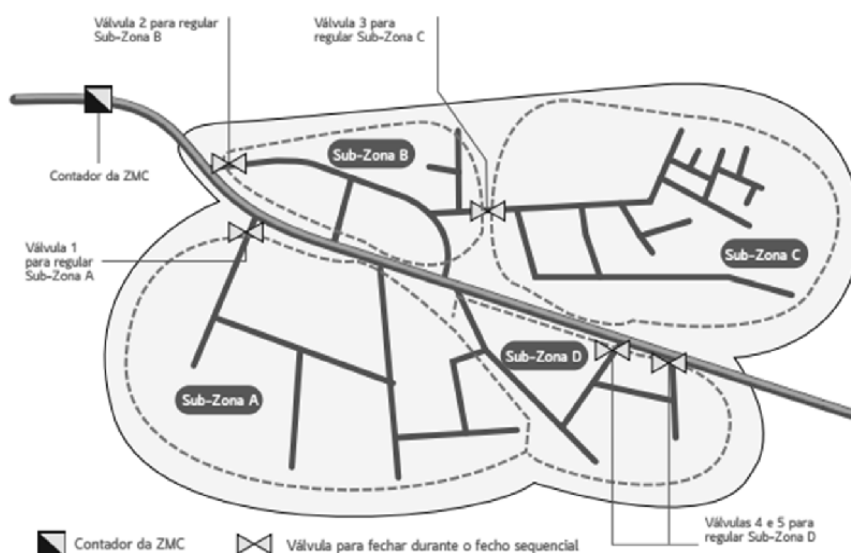 Válvula 2 para regular
Sub-Zona B
Válvula 3 para
regular Sub-Zona C
Contador da ZMC
Sub-Zona B
Válvula 1
para regular
Sub-Zona A
Sub-Zona C
Sub-Zona D
Sub-Zona A
Válvulas 4 e 5 para
regular Sub-Zona D
Contador da ZMC
Válvula para fechar durante o fecho sequencial